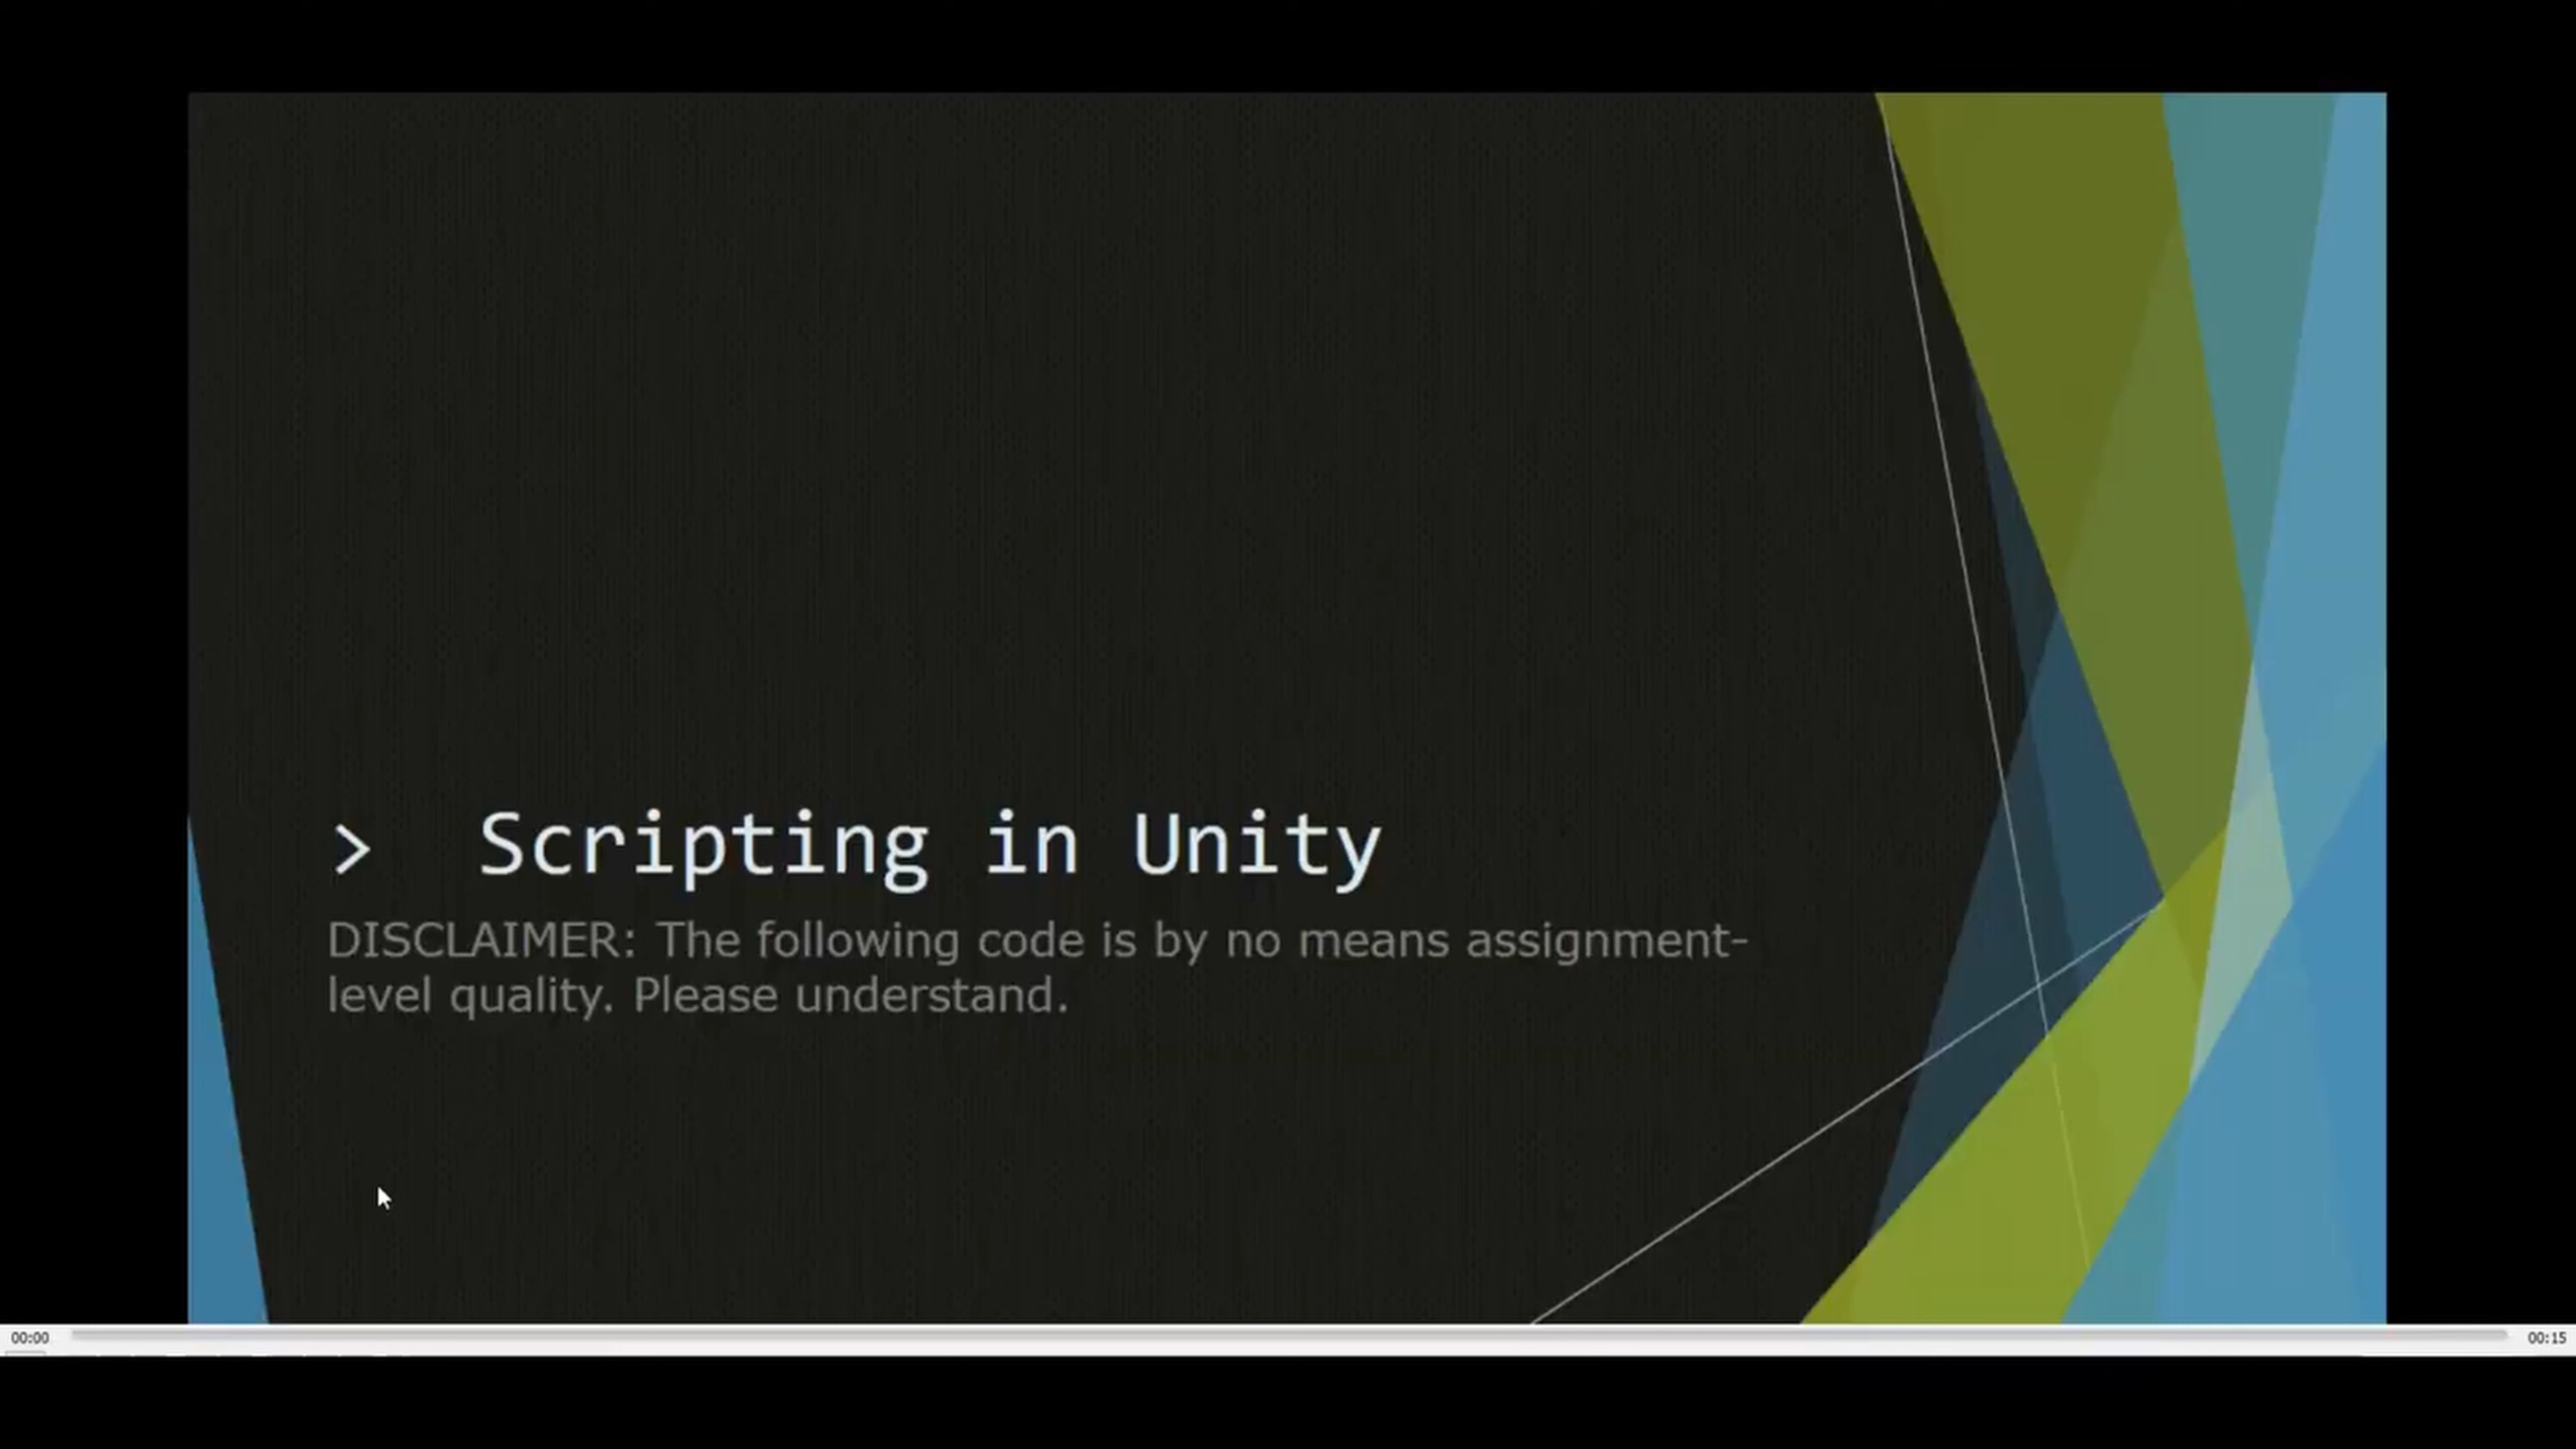 > Scripting in Unity
DISCLAIMER: The following code is by no means assignment-
level quality. Please understand.
00:00
00:15